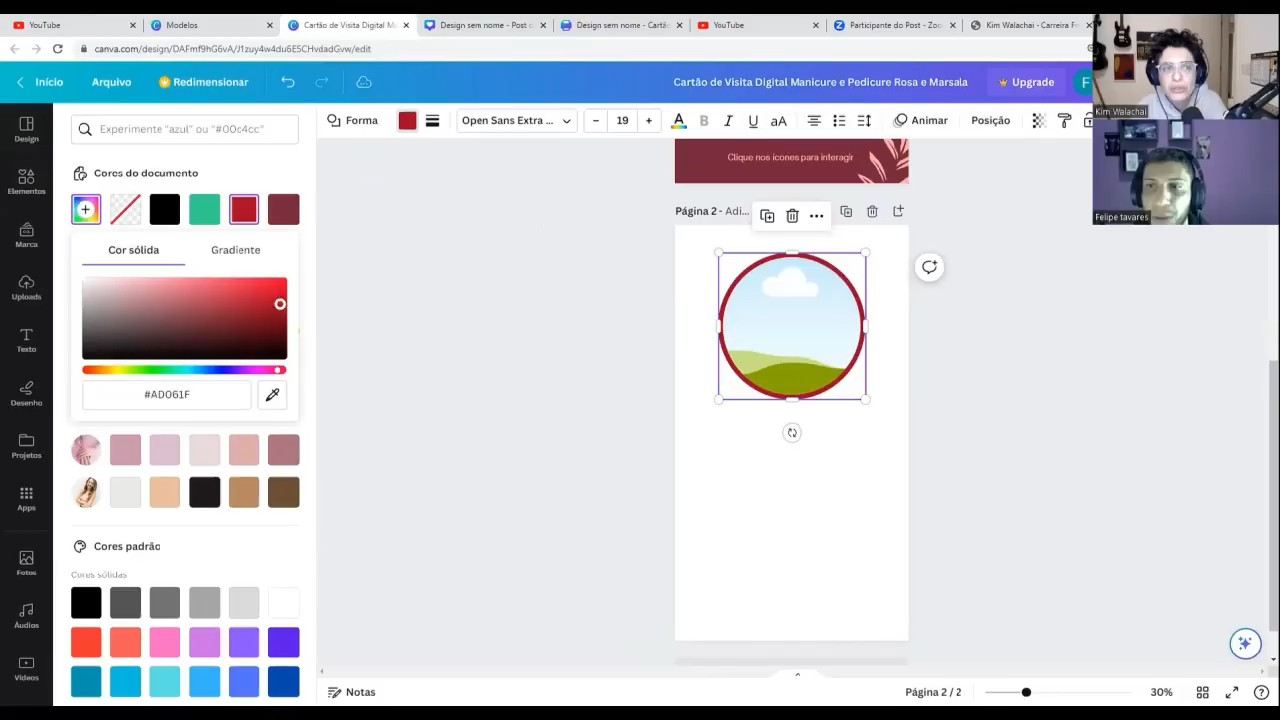 YouTube
Modelos
Cartão de Visita Digital M
Design sem nome - Post
Design sem nome - Cartã
YouTube
Participante do Post - Zoo
Kim Walachai - Carreira F
canva.com/design/DAFmf9hG6vA/J1zuy4w4du6E5CHvdadGvw/edit
Início
Arquivo
Redimensionar
Cartão de Visita Digital Manicure e Pedicure Rosa e Marsala
Upgrade
F
Kim Walachai
Experimente "azul" ou "#00c4cc"
Forma
Open Sans Extra ...
– 19 +
A B I U aA
Animar
Posição
Design
Cores do documento
Clique nos ícones para interagir
Elementos
Página 2 - Adi...
Felipe tavares
Marca
Cor sólida
Gradiente
Uploads
Texto
#AD061F
Desenho
Projetos
Apps
Cores padrão
Fotos
Cores sólidas
Áudios
Vídeos
Notas
Página 2 / 2
30%